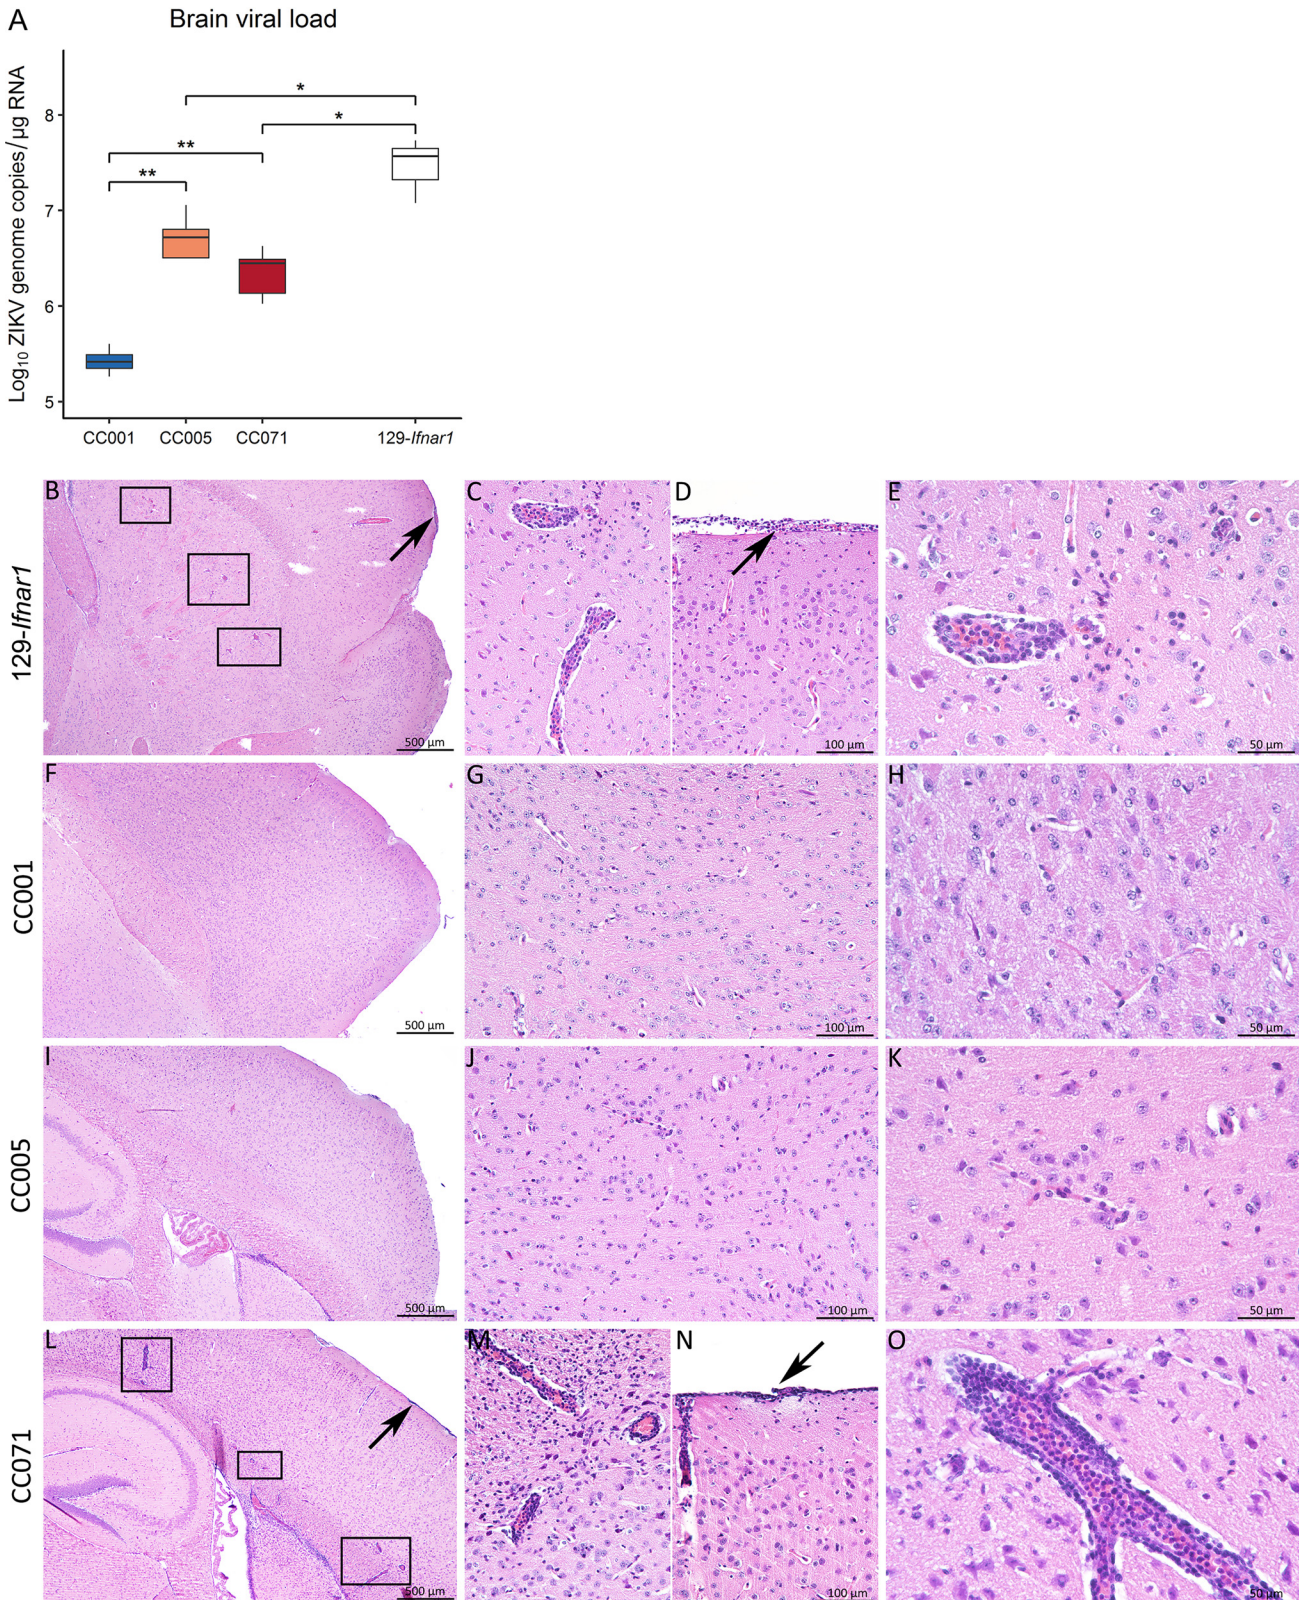 A
Brain viral load
Log₁₀ ZIKV genome copies/µg RNA
8
7
6
5
*
*
**
**
CC001 CC005 CC071 129-Ifnar1
129-Ifnar1
B
500 µm
C
D
100 µm
E
50 µm
CC001
F
500 µm
G
100 µm
H
50 µm
CC005
I
500 µm
J
100 µm
K
50 µm
CC071
L
500 µm
M
N
100 µm
O
50 µm